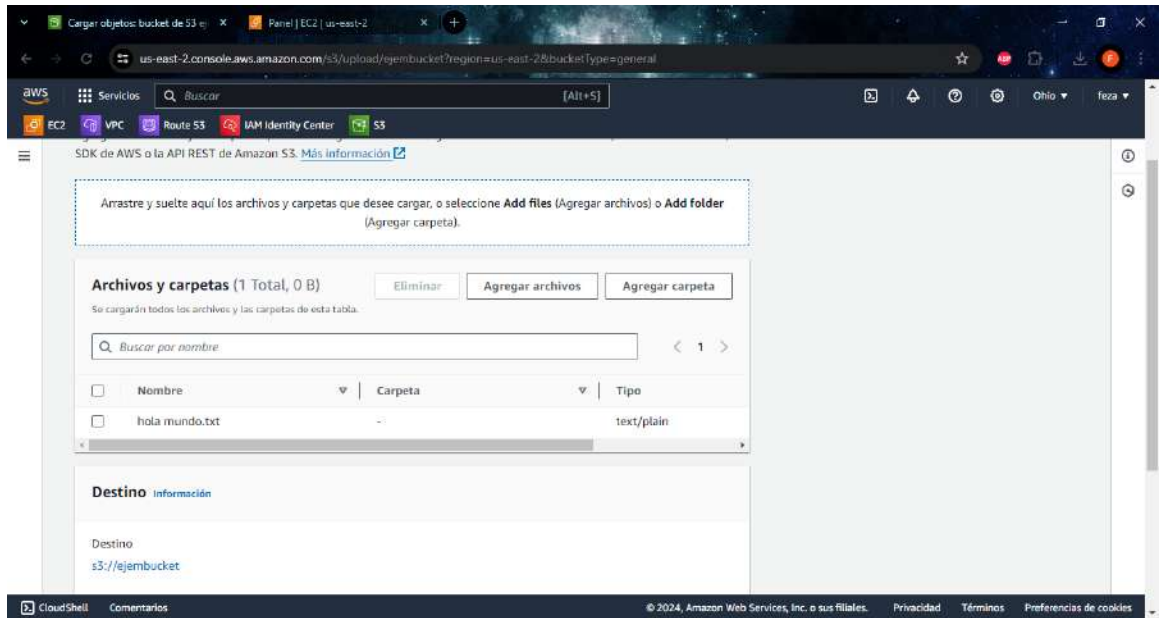 Cargar objetos: bucket de S3 ej
Panel | EC2 | us-east-2
us-east-2.console.aws.amazon.com/s3/upload/ejembucket?region=us-east-2&bucketType=general
aws Servicios Buscar [Alt+S] Ohio feza
EC2 VPC Route 53 IAM Identity Center S3
SDK de AWS o la API REST de Amazon S3. Más información
Arrastre y suelte aquí los archivos y carpetas que desee cargar, o seleccione Add files (Agregar archivos) o Add folder
(Agregar carpeta).
Archivos y carpetas (1 Total, 0 B) Eliminar Agregar archivos Agregar carpeta
Se cargarán todos los archivos y las carpetas de esta tabla.
Buscar por nombre 1
Nombre Carpeta Tipo
hola mundo.txt - text/plain
Destino Información
Destino
s3://ejembucket
CloudShell Comentarios © 2024, Amazon Web Services, Inc. o sus filiales. Privacidad Términos Preferencias de cookies